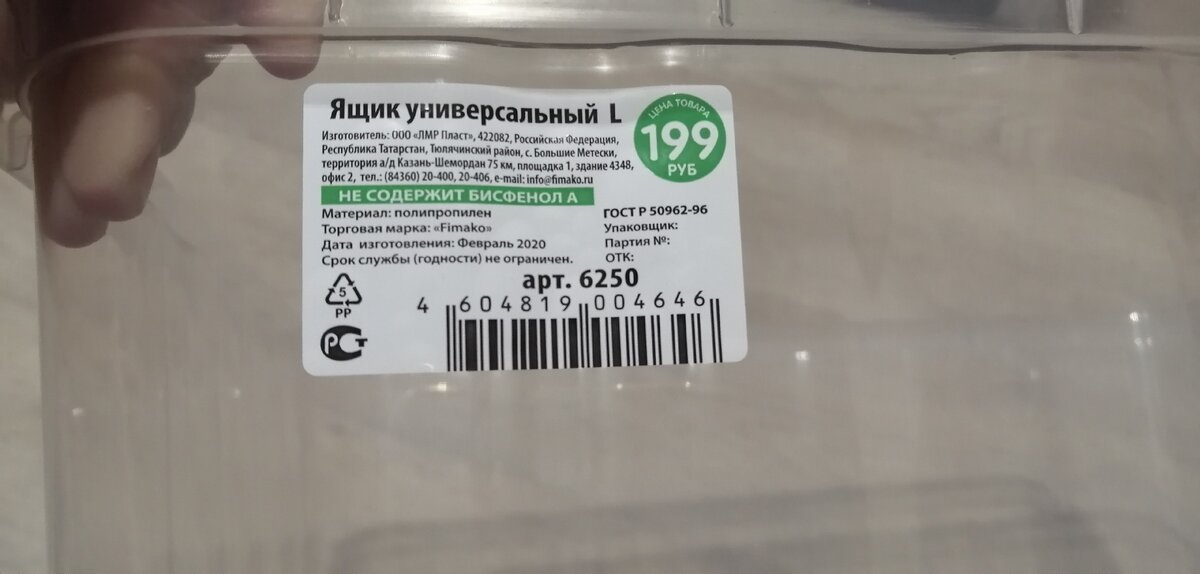 Ящик универсальный L
ЦЕНА ТОВАРА
199
РУБ
Изготовитель: ООО «ЛМР Пласт», 422082, Российская Федерация,
Республика Татарстан, Тюлячинский район, с. Большие Метески,
территория а/д Казань-Шемордан 75 км, площадка 1, здание 4348,
офис 2, тел.: (84360) 20-400, 20-406, e-mail: info@fimako.ru
НЕ СОДЕРЖИТ БИСФЕНОЛ А
Материал: полипропилен
Торговая марка: «Fimako»
Дата изготовления: Февраль 2020
Срок службы (годности) не ограничен.
ГОСТ Р 50962-96
Упаковщик:
Партия №:
ОТК:
арт. 6250
5
PP
РСТ
4 604819 004646